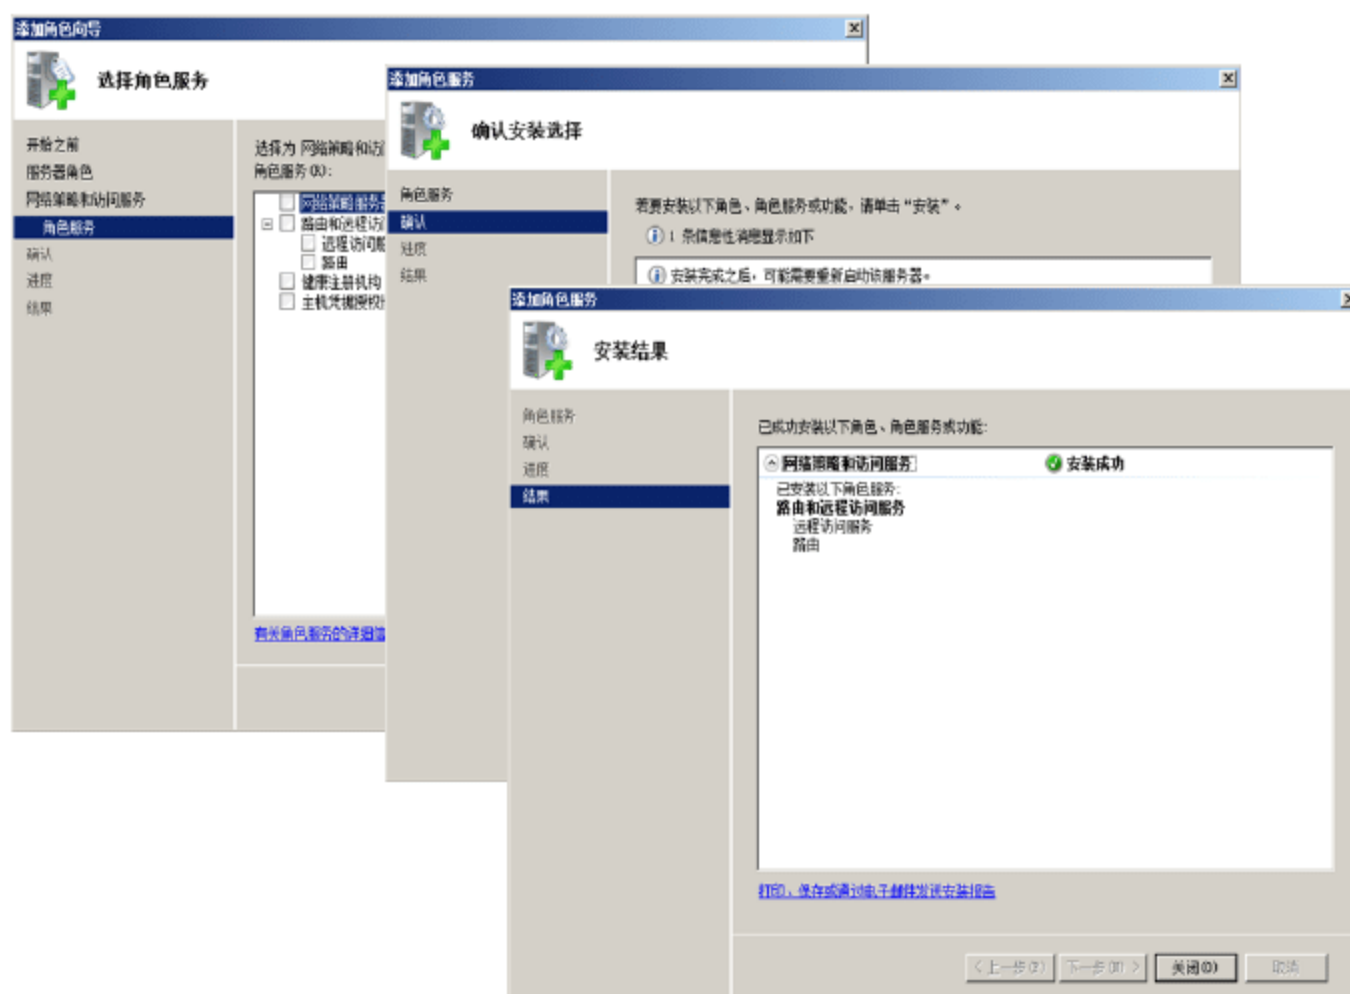 添加角色向导
选择角色服务
开始之前
服务器角色
网络策略和访问服务
角色服务
确认
进度
结果
选择为 网络策略和访
角色服务(R):
网络策略服务
路由和远程访
远程访问
路由
健康注册机构
主机凭据授权
有关角色服务的详细
添加角色服务
确认安装选择
角色服务
确认
进度
结果
若要安装以下角色、角色服务或功能，请单击“安装”。
1 条信息性消息显示如下
安装完成之后，可能需要重新启动该服务器。
添加角色服务
安装结果
角色服务
确认
进度
结果
已成功安装以下角色、角色服务或功能:
网络策略和访问服务 安装成功
已安装以下角色服务:
路由和远程访问服务
远程访问服务
路由
打印、保存或通过电子邮件发送安装报告
< 上一步(P) 下一步(N) > 关闭(O) 取消